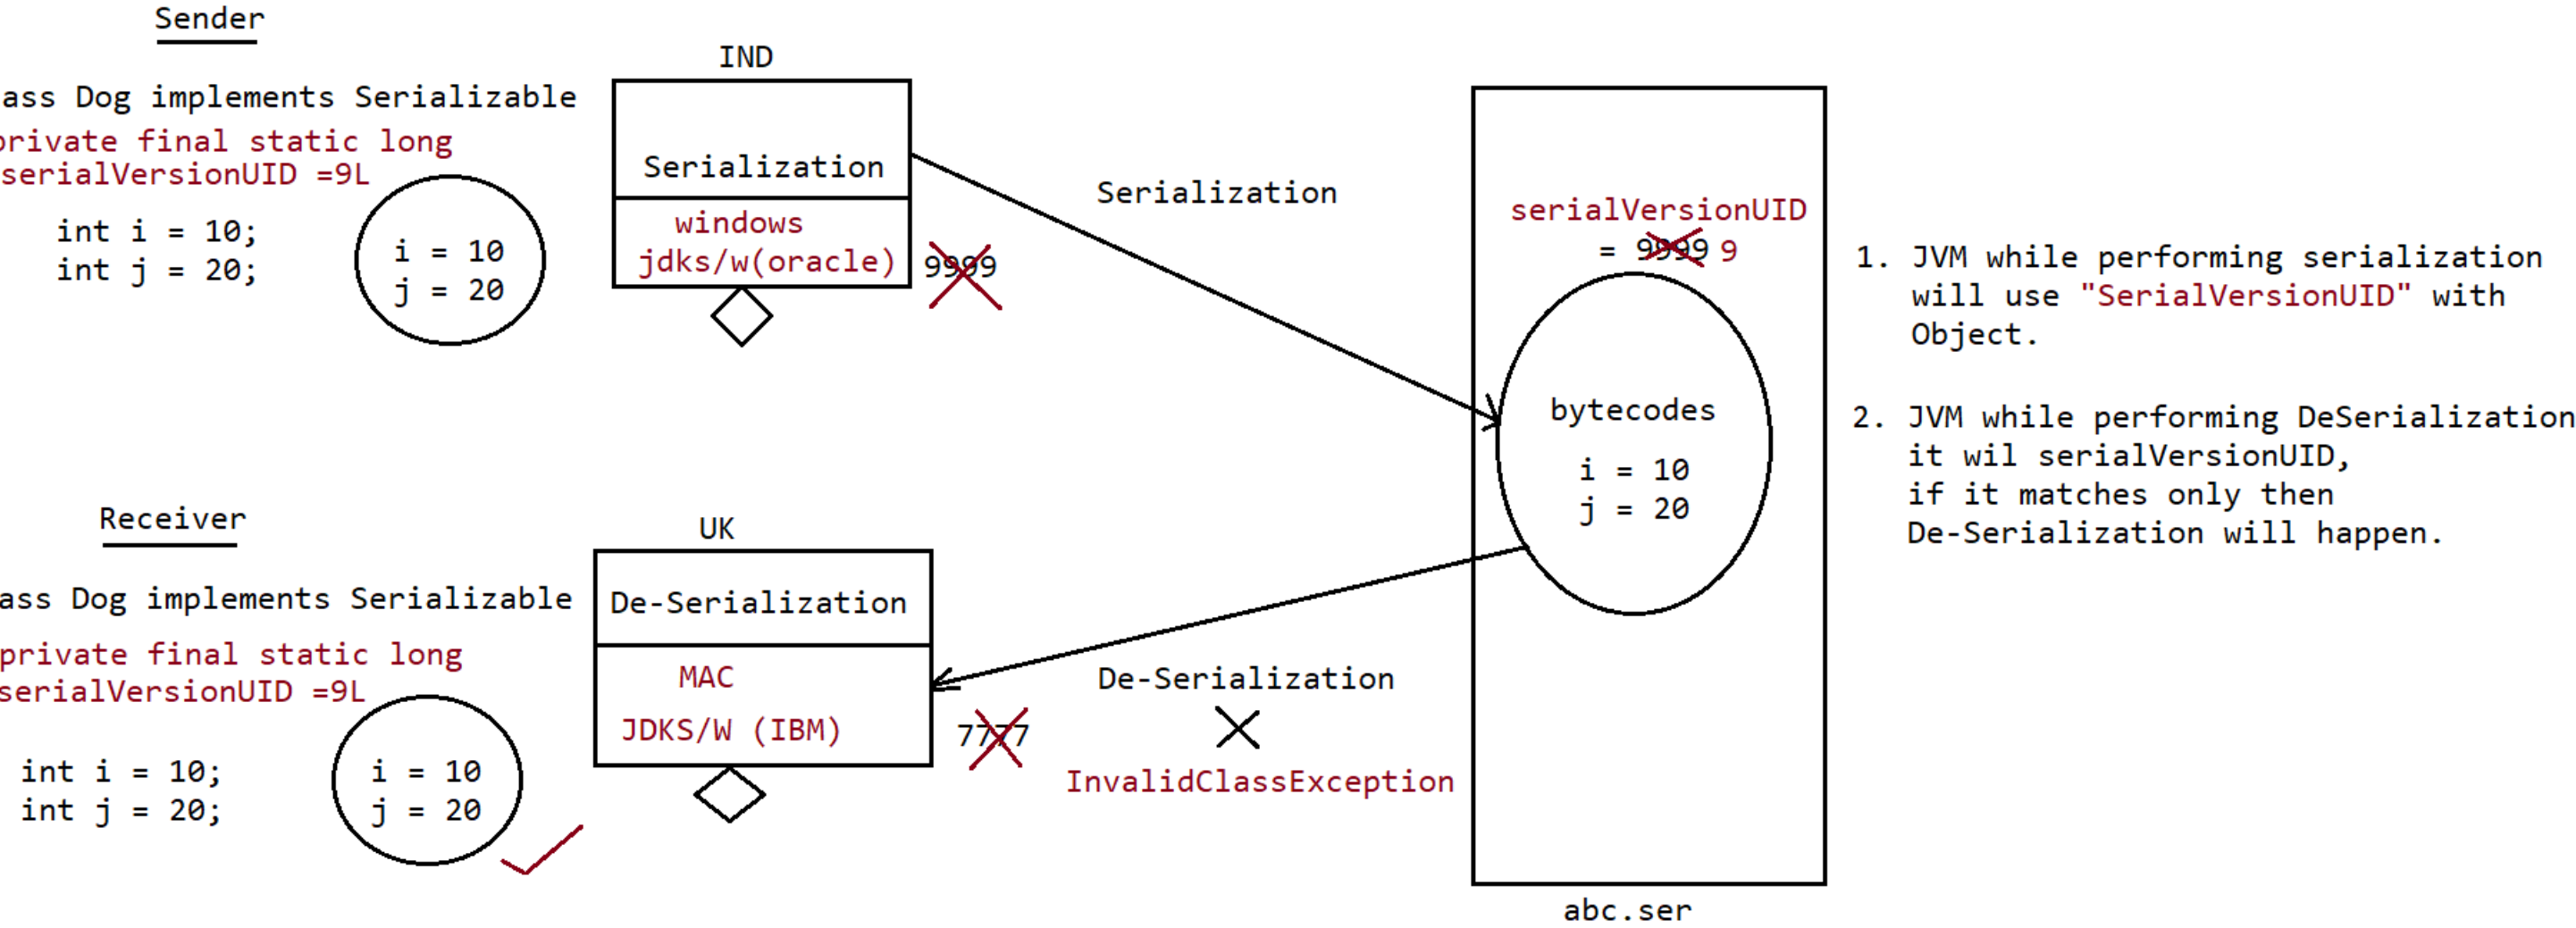 Sender
ass Dog implements Serializable
private final static long
serialVersionUID =9L
int i = 10;
int j = 20;
i = 10
j = 20
IND
Serialization
windows
jdks/w(oracle)
9999
Serialization
serialVersionUID
= 9999 9
bytecodes
i = 10
j = 20
abc.ser
1. JVM while performing serialization
will use "SerialVersionUID" with
Object.
2. JVM while performing DeSerialization
it wil serialVersionUID,
if it matches only then
De-Serialization will happen.
Receiver
ass Dog implements Serializable
private final static long
serialVersionUID =9L
int i = 10;
int j = 20;
i = 10
j = 20
UK
De-Serialization
MAC
JDKS/W (IBM)
7777
De-Serialization
InvalidClassException